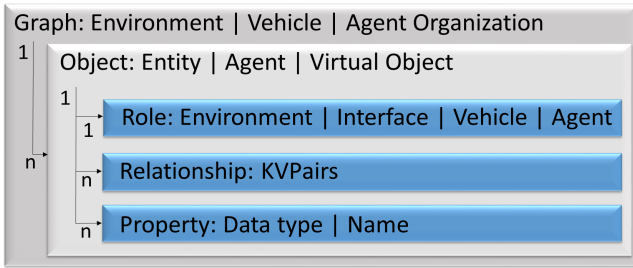 Graph: Environment | Vehicle | Agent Organization
1
Object: Entity | Agent | Virtual Object
1
1
Role: Environment | Interface | Vehicle | Agent
n
n
Relationship: KVPairs
n
Property: Data type | Name